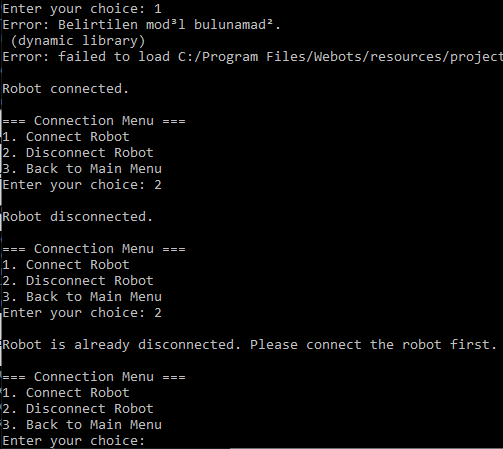 Enter your choice: 1
Error: Belirtilen mod³l bulunamad².
(dynamic library)
Error: failed to load C:/Program Files/Webots/resources/project
Robot connected.
=== Connection Menu ===
1. Connect Robot
2. Disconnect Robot
3. Back to Main Menu
Enter your choice: 2
Robot disconnected.
=== Connection Menu ===
1. Connect Robot
2. Disconnect Robot
3. Back to Main Menu
Enter your choice: 2
Robot is already disconnected. Please connect the robot first.
=== Connection Menu ===
1. Connect Robot
2. Disconnect Robot
3. Back to Main Menu
Enter your choice: